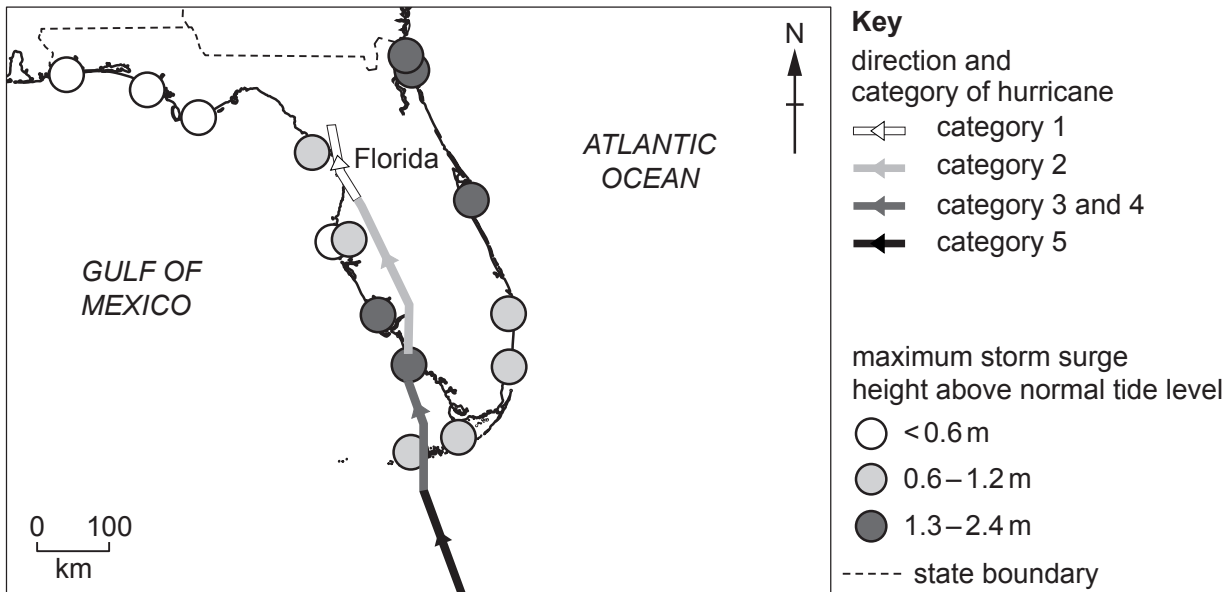 N
Florida
ATLANTIC
OCEAN
GULF OF
MEXICO
0 100
km
Key
direction and
category of hurricane
category 1
category 2
category 3 and 4
category 5
maximum storm surge
height above normal tide level
< 0.6 m
0.6 – 1.2 m
1.3 – 2.4 m
state boundary